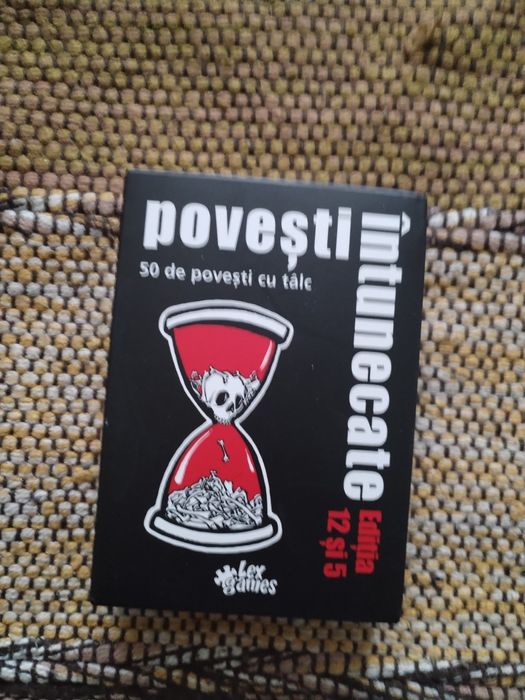 povești
întunecate
50 de povești cu tâlc
Ediția
12 și 5
Lex
games